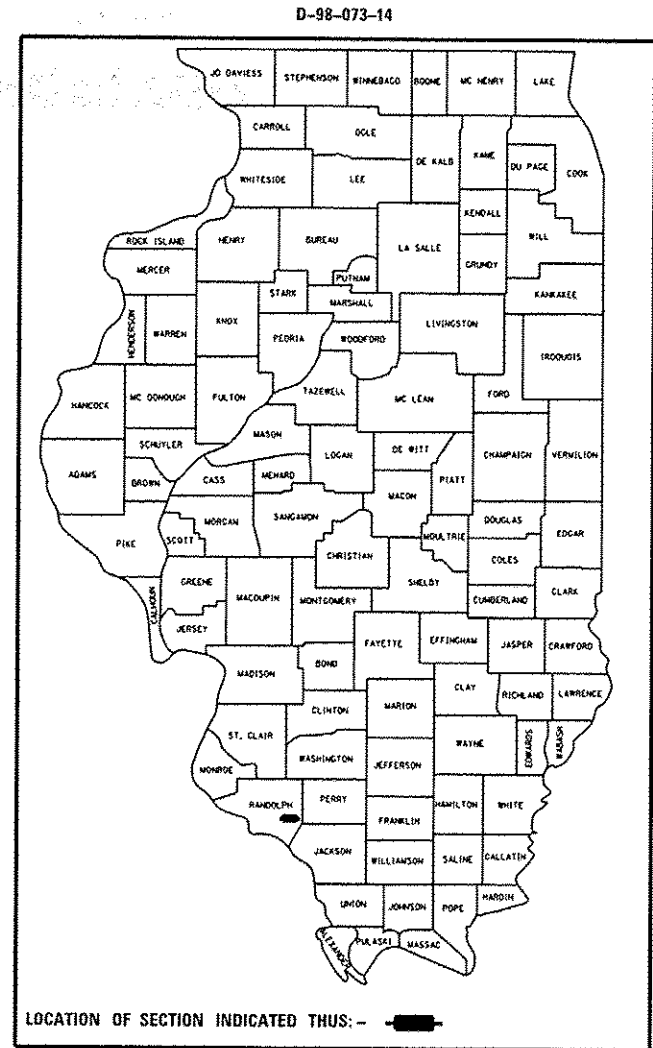 D-98-073-14
JO DAVIESS
STEPHENSON
WINNEBAGO
BOONE
MC HENRY
LAKE
CARROLL
OGLE
DE KALB
KANE
DU PAGE
COOK
WHITESIDE
LEE
KENDALL
WILL
ROCK ISLAND
HENRY
BUREAU
LA SALLE
GRUNDY
MERCER
PUTNAM
KANKAKEE
STARK
MARSHALL
HENDERSON
WARREN
KNOX
PEORIA
WOODFORD
LIVINGSTON
IROQUOIS
HANCOCK
MC DONOUGH
FULTON
TAZEWELL
MC LEAN
FORD
SCHUYLER
MASON
LOGAN
DE WITT
CHAMPAIGN
VERMILION
ADAMS
BROWN
CASS
MENARD
MACON
PIATT
PIKE
SCOTT
MORGAN
SANGAMON
CHRISTIAN
MOULTRIE
DOUGLAS
EDGAR
COLES
CALHOUN
GREENE
MACOUPIN
MONTGOMERY
SHELBY
CUMBERLAND
CLARK
JERSEY
FAYETTE
EFFINGHAM
JASPER
CRAWFORD
MADISON
BOND
CLAY
RICHLAND
LAWRENCE
CLINTON
MARION
ST. CLAIR
WAYNE
EDWARDS
WABASH
MONROE
WASHINGTON
JEFFERSON
RANDOLPH
PERRY
HAMILTON
WHITE
FRANKLIN
JACKSON
WILLIAMSON
SALINE
GALLATIN
UNION
JOHNSON
POPE
HARDIN
ALEXANDER
PULASKI
MASSAC
LOCATION OF SECTION INDICATED THUS: -